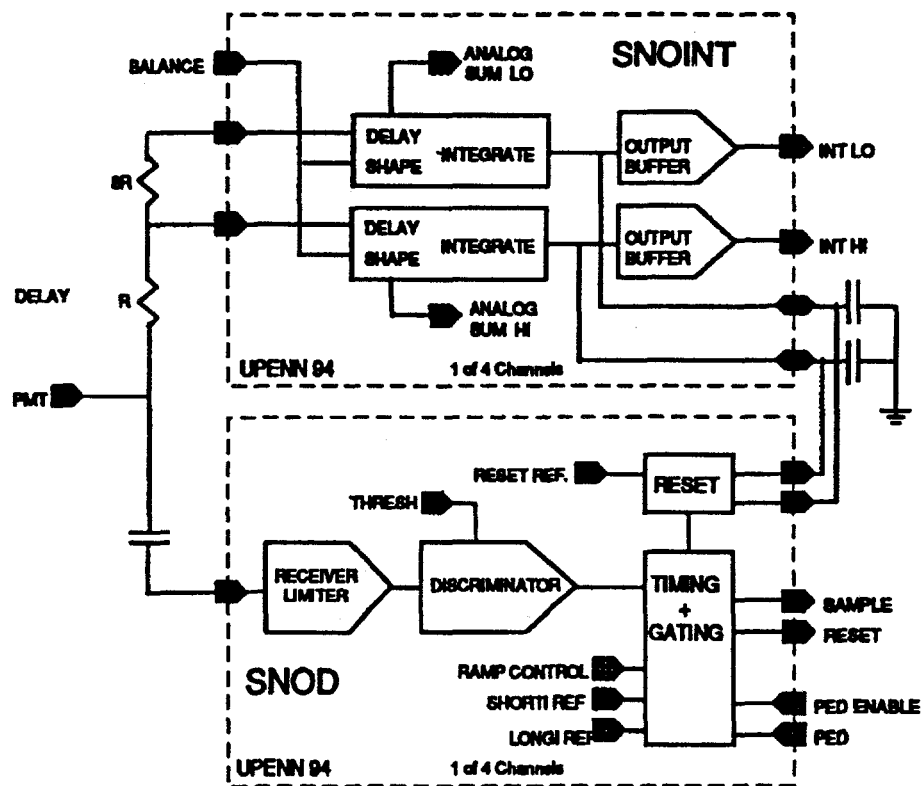 BALANCE
ANALOG
SUM LO
SNOINT
DELAY
SHAPE
INTEGRATE
OUTPUT
BUFFER
INT LO
8R
DELAY
SHAPE
INTEGRATE
OUTPUT
BUFFER
INT HI
DELAY
R
ANALOG
SUM HI
UPENN 94
1 of 4 Channels
PMT
RESET REF.
RESET
THRESH
RECEIVER
LIMITER
DISCRIMINATOR
TIMING
+
GATING
SAMPLE
RESET
SNOD
RAMP CONTROL
SHORTI REF
LONGI REF
PED ENABLE
PED
UPENN 94
1 of 4 Channels